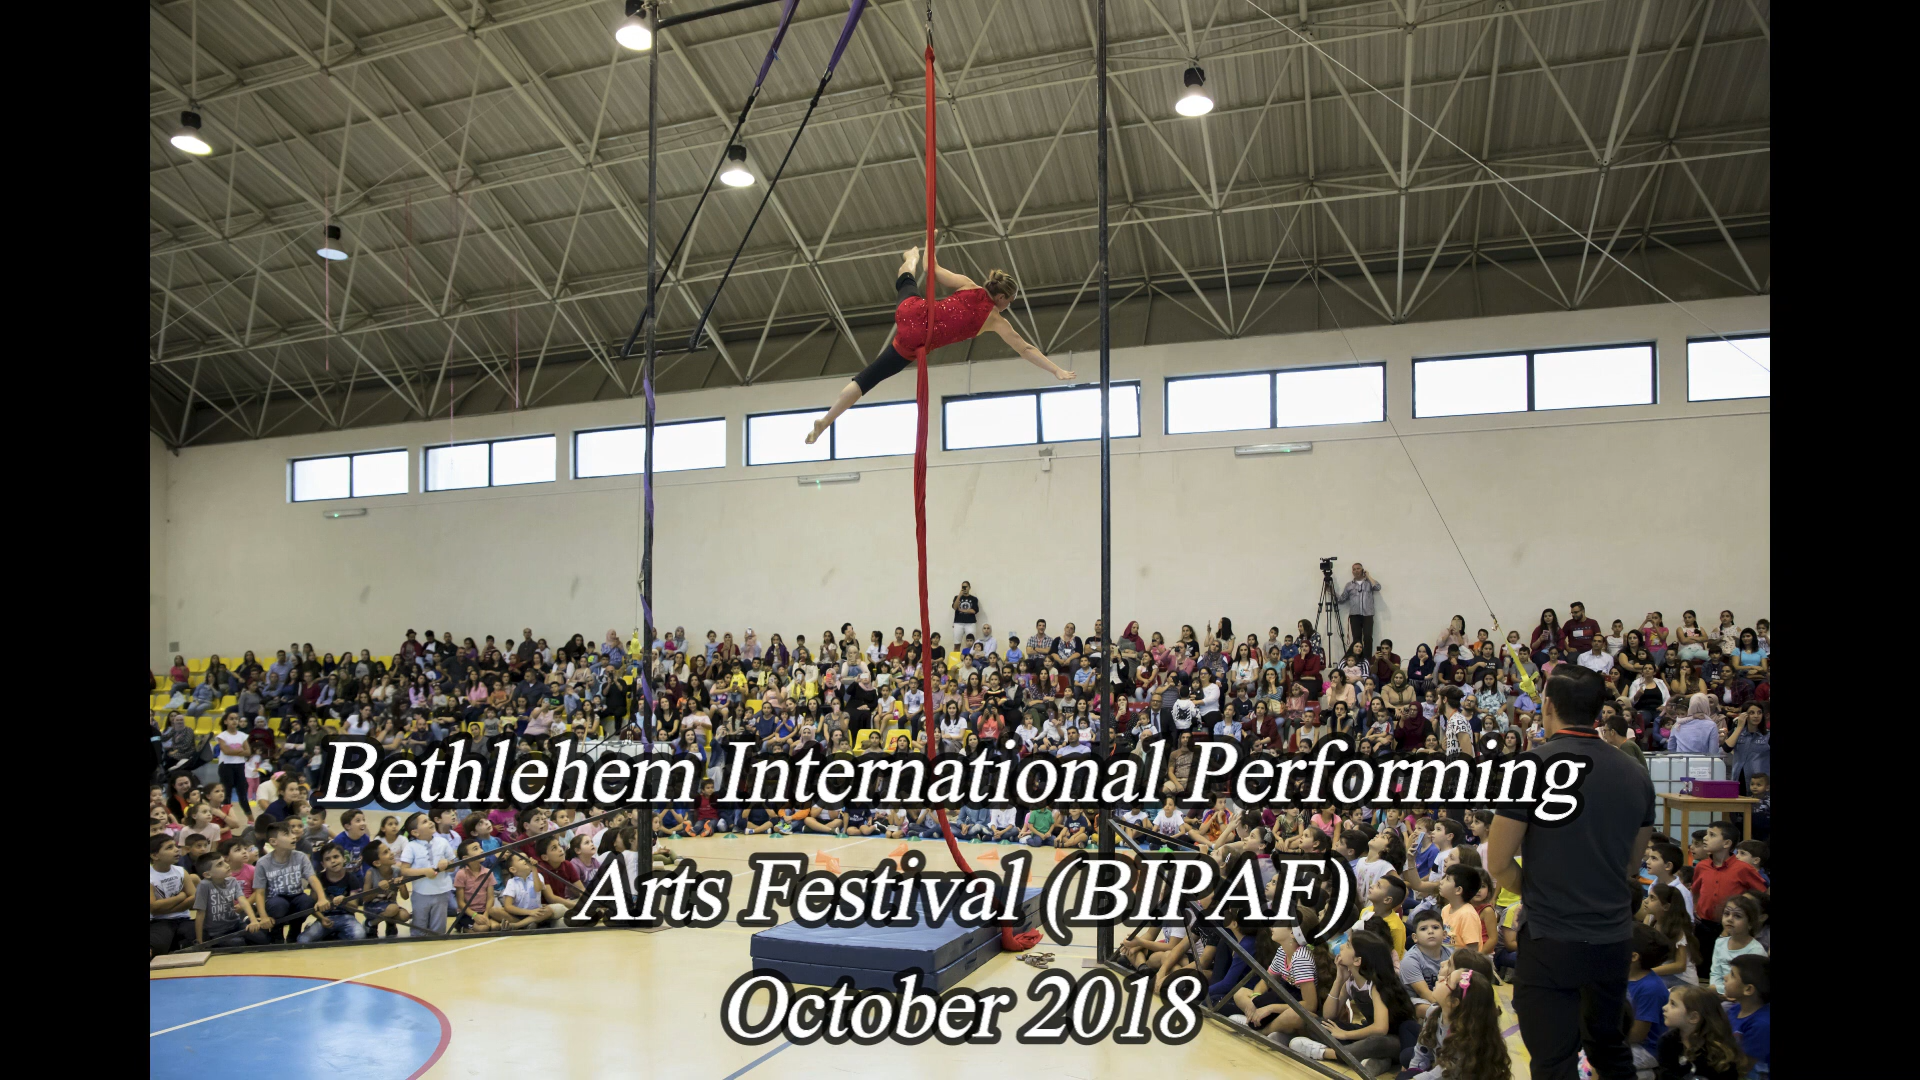 Bethlehem International Performing
Arts Festival (BIPAF)
October 2018